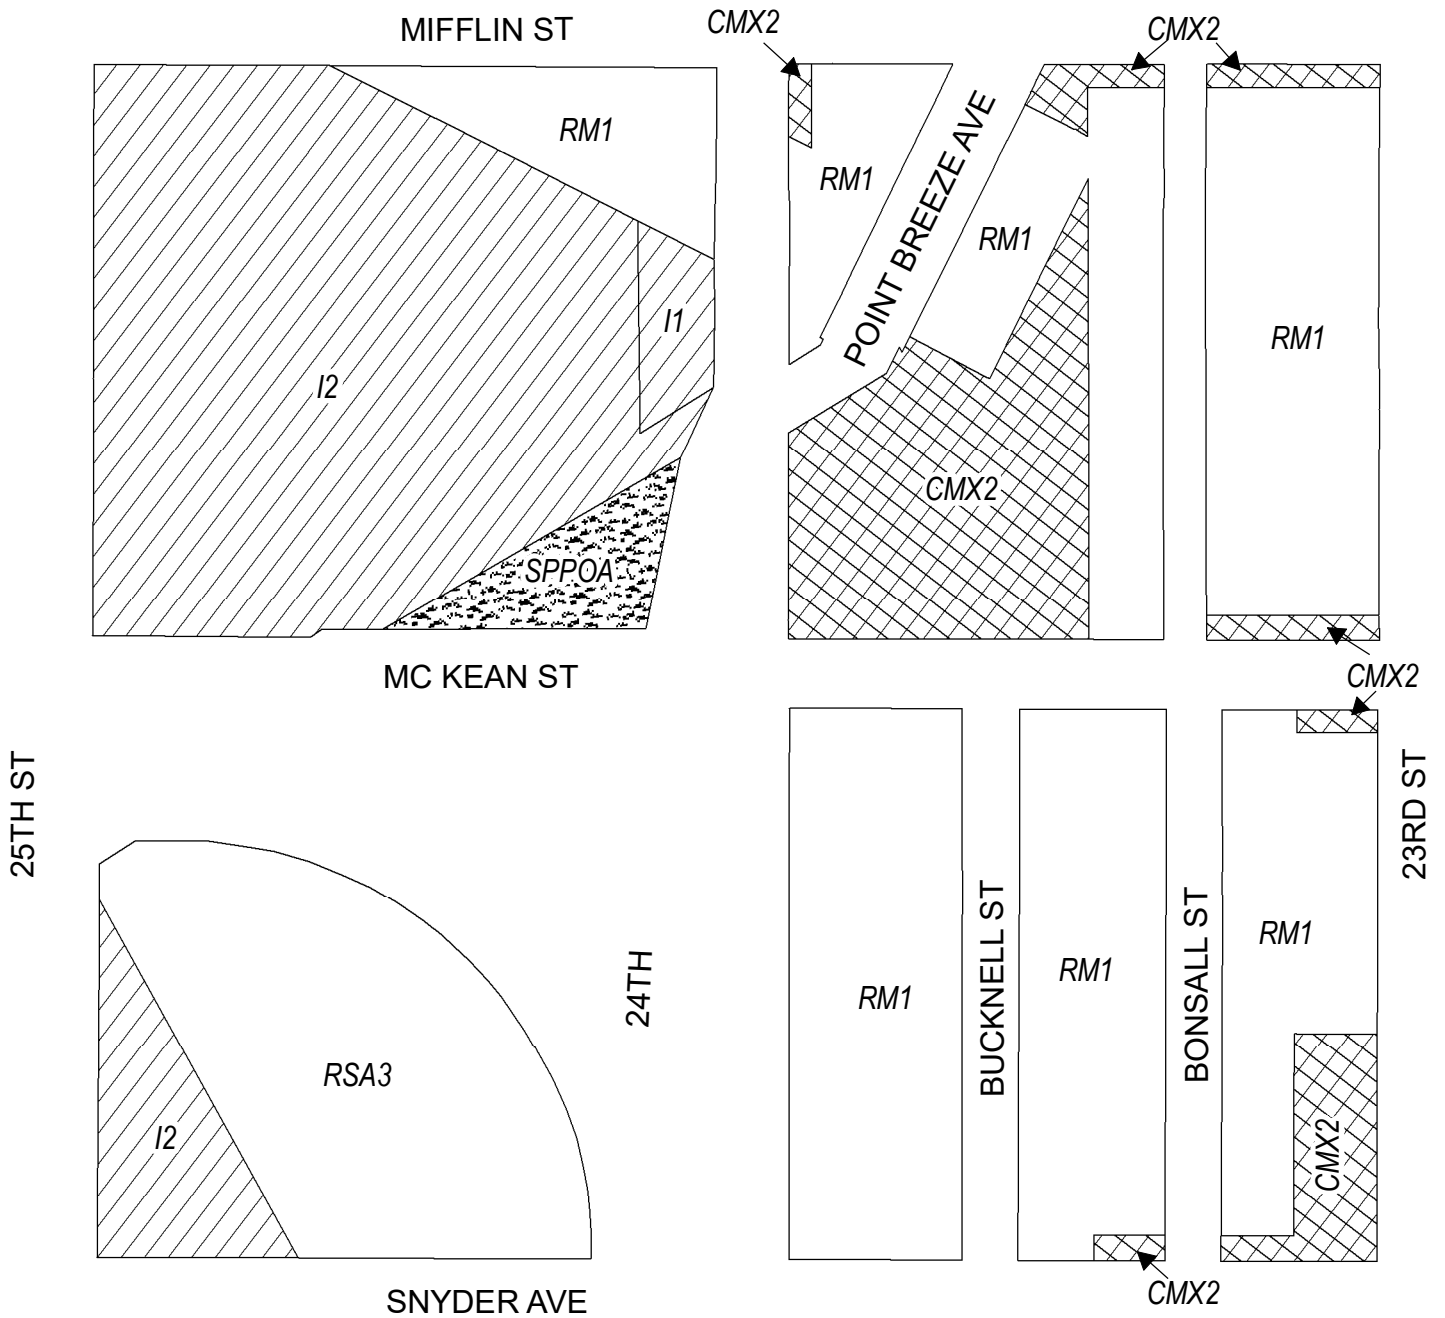 MIFFLIN ST
CMX2
CMX2
RM1
RM1
POINT BREEZE AVE
RM1
I1
RM1
I2
CMX2
SPPOA
MC KEAN ST
CMX2
25TH ST
23RD ST
RM1
24TH
RM1
BUCKNELL ST
RM1
BONSALL ST
RSA3
I2
CMX2
SNYDER AVE
CMX2